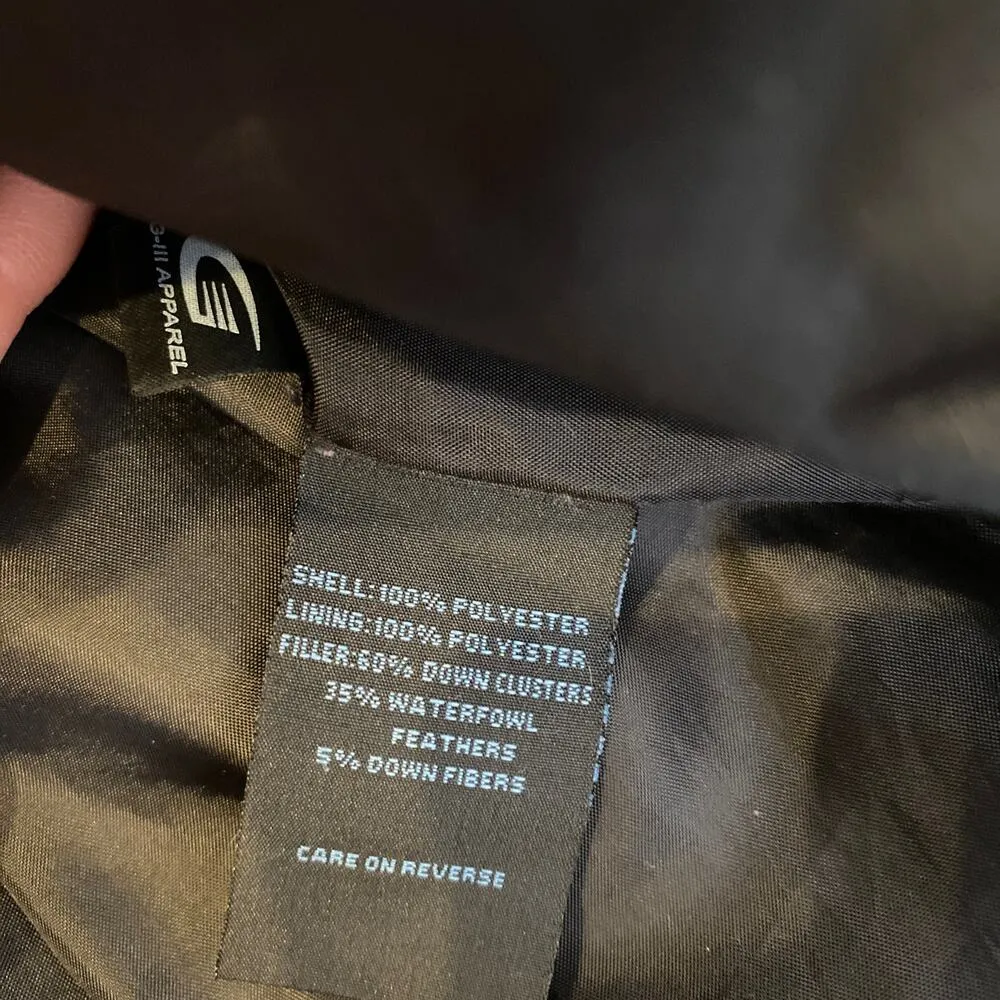 G-III APPAREL
SHELL: 100% POLYESTER
LINING: 100% POLYESTER
FILLER: 60% DOWN CLUSTERS
35% WATERFOWL
FEATHERS
5% DOWN FIBERS
CARE ON REVERSE